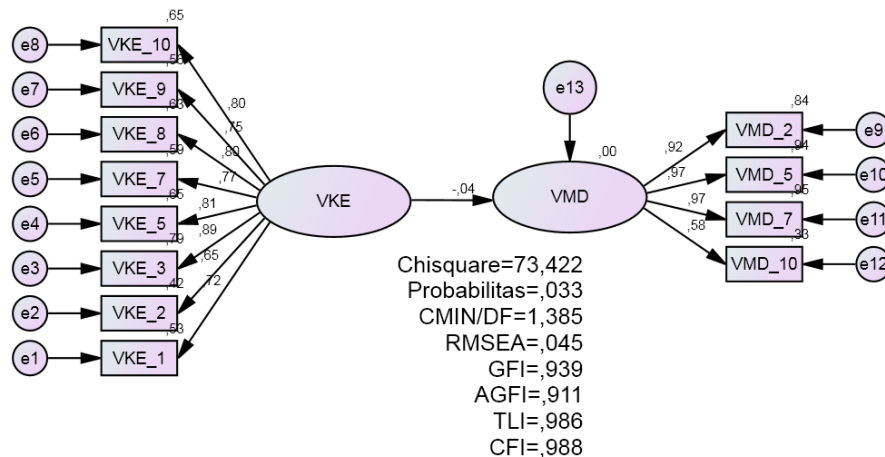 ,65
e8
VKE_10
,56
e7
VKE_9
,63
e6
VKE_8
,59
e5
VKE_7
,65
e4
VKE_5
,79
e3
VKE_3
,42
e2
VKE_2
,53
e1
VKE_1
,80
,75
,80
,77
,81
,89
,65
,72
VKE
-,04
e13
,00
VMD
,92
,97
,97
,58
,84
VMD_2
e9
,94
VMD_5
e10
,95
VMD_7
e11
,33
VMD_10
e12
Chisquare=73,422
Probabilitas=,033
CMIN/DF=1,385
RMSEA=,045
GFI=,939
AGFI=,911
TLI=,986
CFI=,988